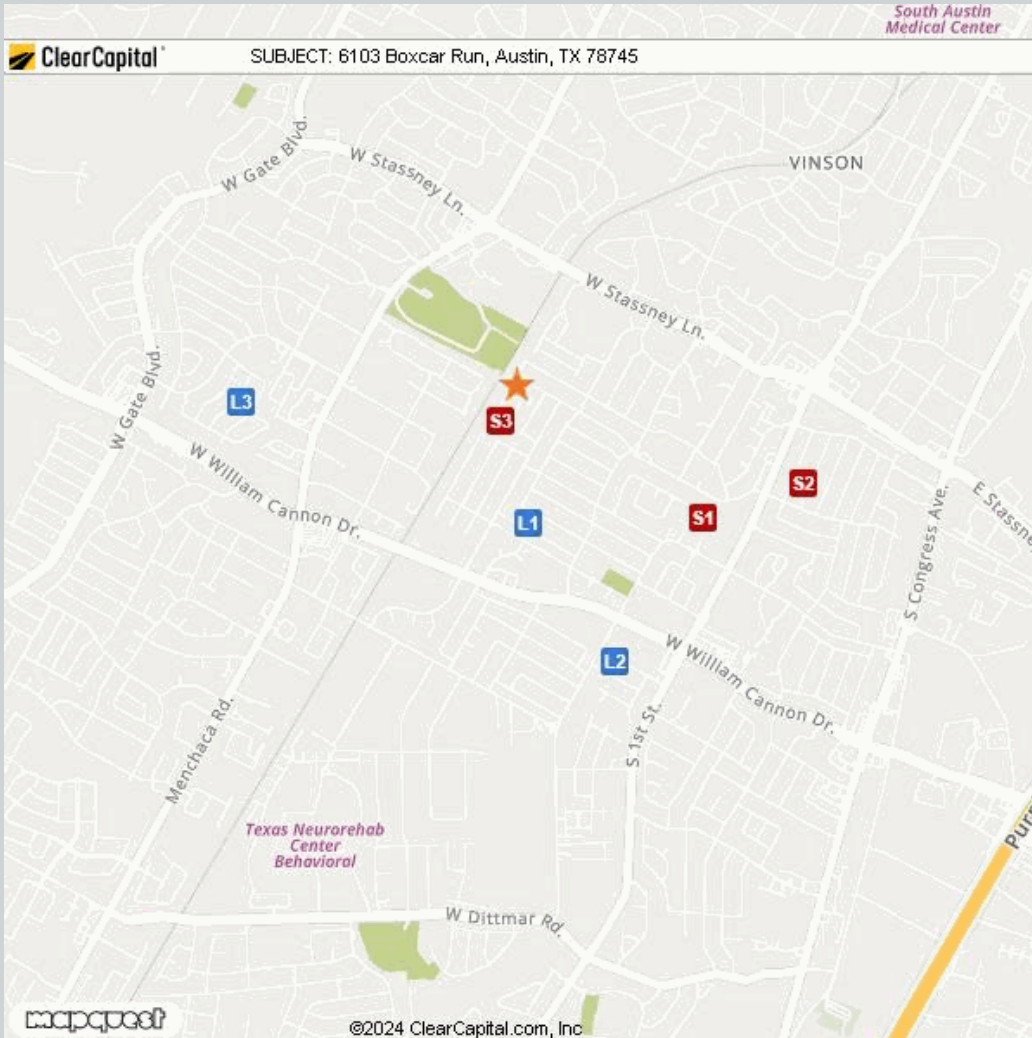 South Austin
Medical Center
ClearCapital
SUBJECT: 6103 Boxcar Run, Austin, TX 78745
W Gate Blvd.
W Stassney Ln.
VINSON
W Stassney Ln.
W Gate Blvd.
L3
S3
W William Cannon Dr.
S2
S1
L1
E Stassne
S Congress Ave.
L2
W William Cannon Dr.
S 1st St.
Menchaca Rd.
Texas Neurorehab
Center
Behavioral
Purp
W Dittmar Rd.
mapquest
©2024 ClearCapital.com, Inc